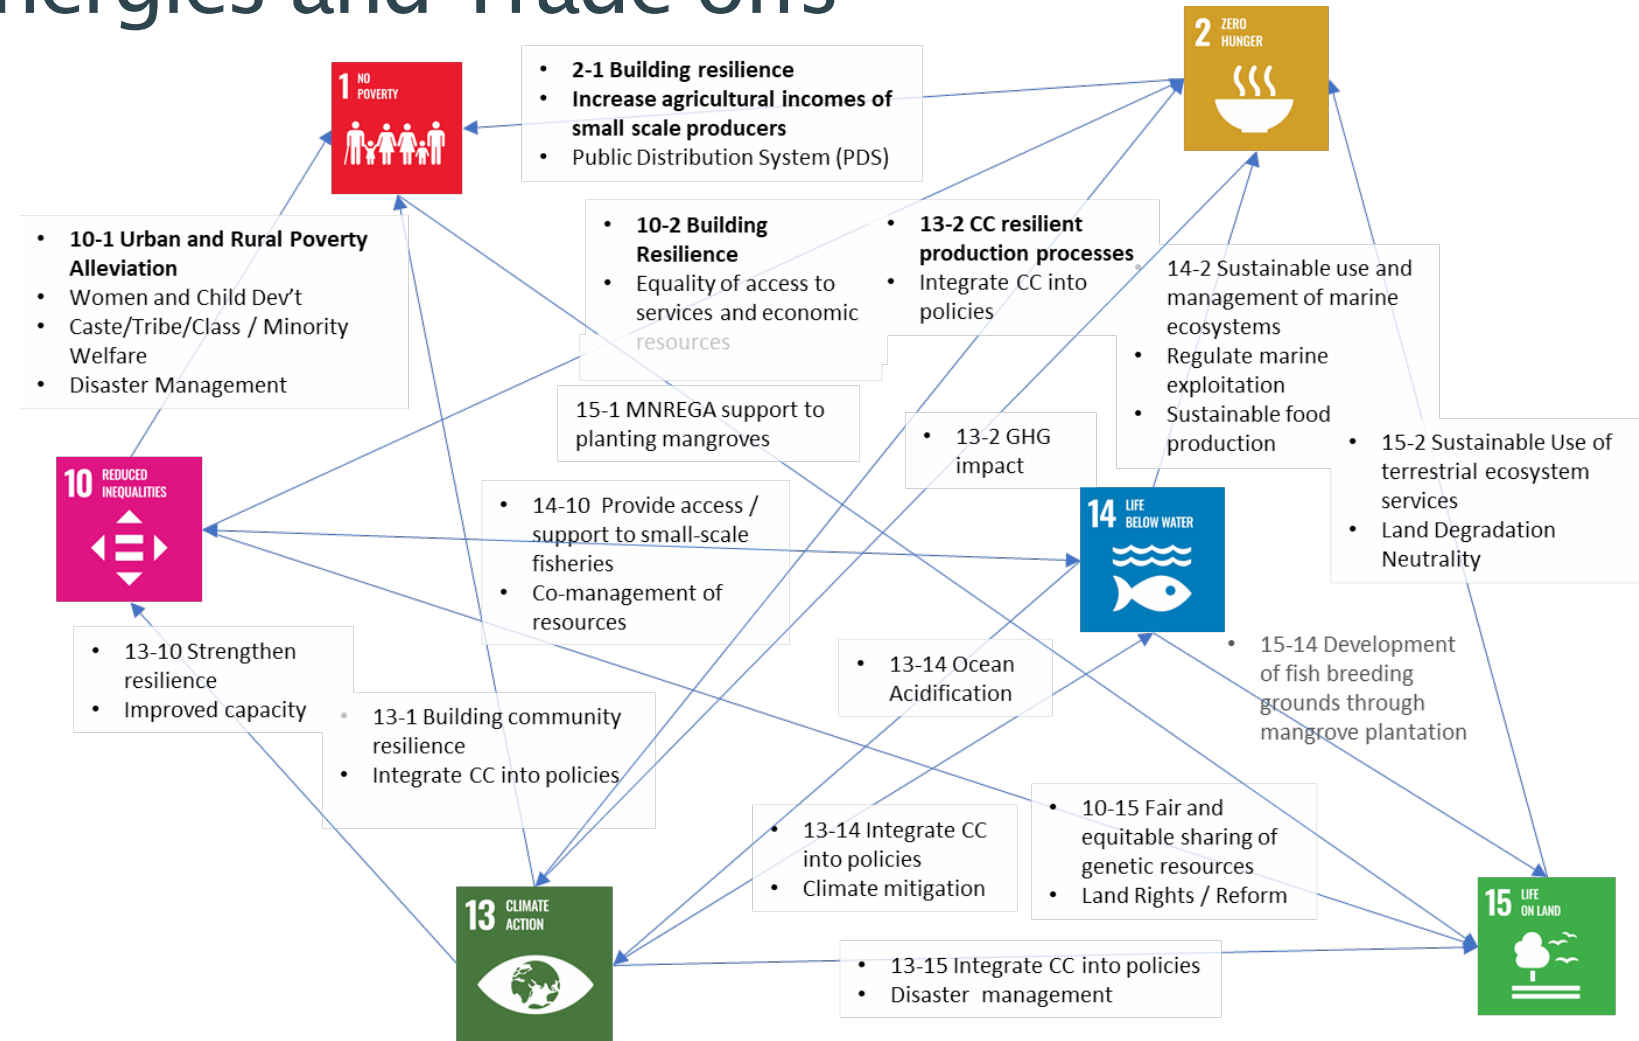 nergies and Trade offs
2 ZERO
HUNGER
1 NO
POVERTY
• 2-1 Building resilience
• Increase agricultural incomes of
small scale producers
• Public Distribution System (PDS)
• 10-1 Urban and Rural Poverty
Alleviation
• Women and Child Dev't
• Caste/Tribe/Class / Minority
Welfare
• Disaster Management
• 10-2 Building
Resilience
• Equality of access to
services and economic
resources
• 13-2 CC resilient
production processes
• Integrate CC into
policies
• 14-2 Sustainable use and
management of marine
ecosystems
• Regulate marine
exploitation
• Sustainable food
production
15-1 MNREGA support to
planting mangroves
• 13-2 GHG
impact
• 15-2 Sustainable Use of
terrestrial ecosystem
services
• Land Degradation
Neutrality
10 REDUCED
INEQUALITIES
• 14-10 Provide access /
support to small-scale
fisheries
• Co-management of
resources
14 LIFE
BELOW WATER
• 13-10 Strengthen
resilience
• Improved capacity
• 13-1 Building community
resilience
• Integrate CC into policies
• 13-14 Ocean
Acidification
• 15-14 Development
of fish breeding
grounds through
mangrove plantation
• 13-14 Integrate CC
into policies
• Climate mitigation
• 10-15 Fair and
equitable sharing of
genetic resources
• Land Rights / Reform
13 CLIMATE
ACTION
15 LIFE
ON LAND
• 13-15 Integrate CC into policies
• Disaster management